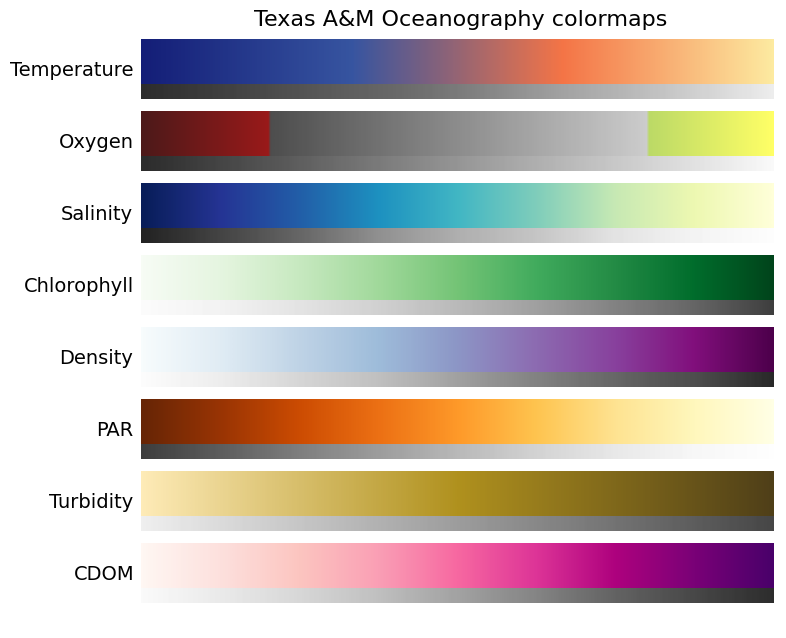 Texas A&M Oceanography colormaps
Temperature
Oxygen
Salinity
Chlorophyll
Density
PAR
Turbidity
CDOM